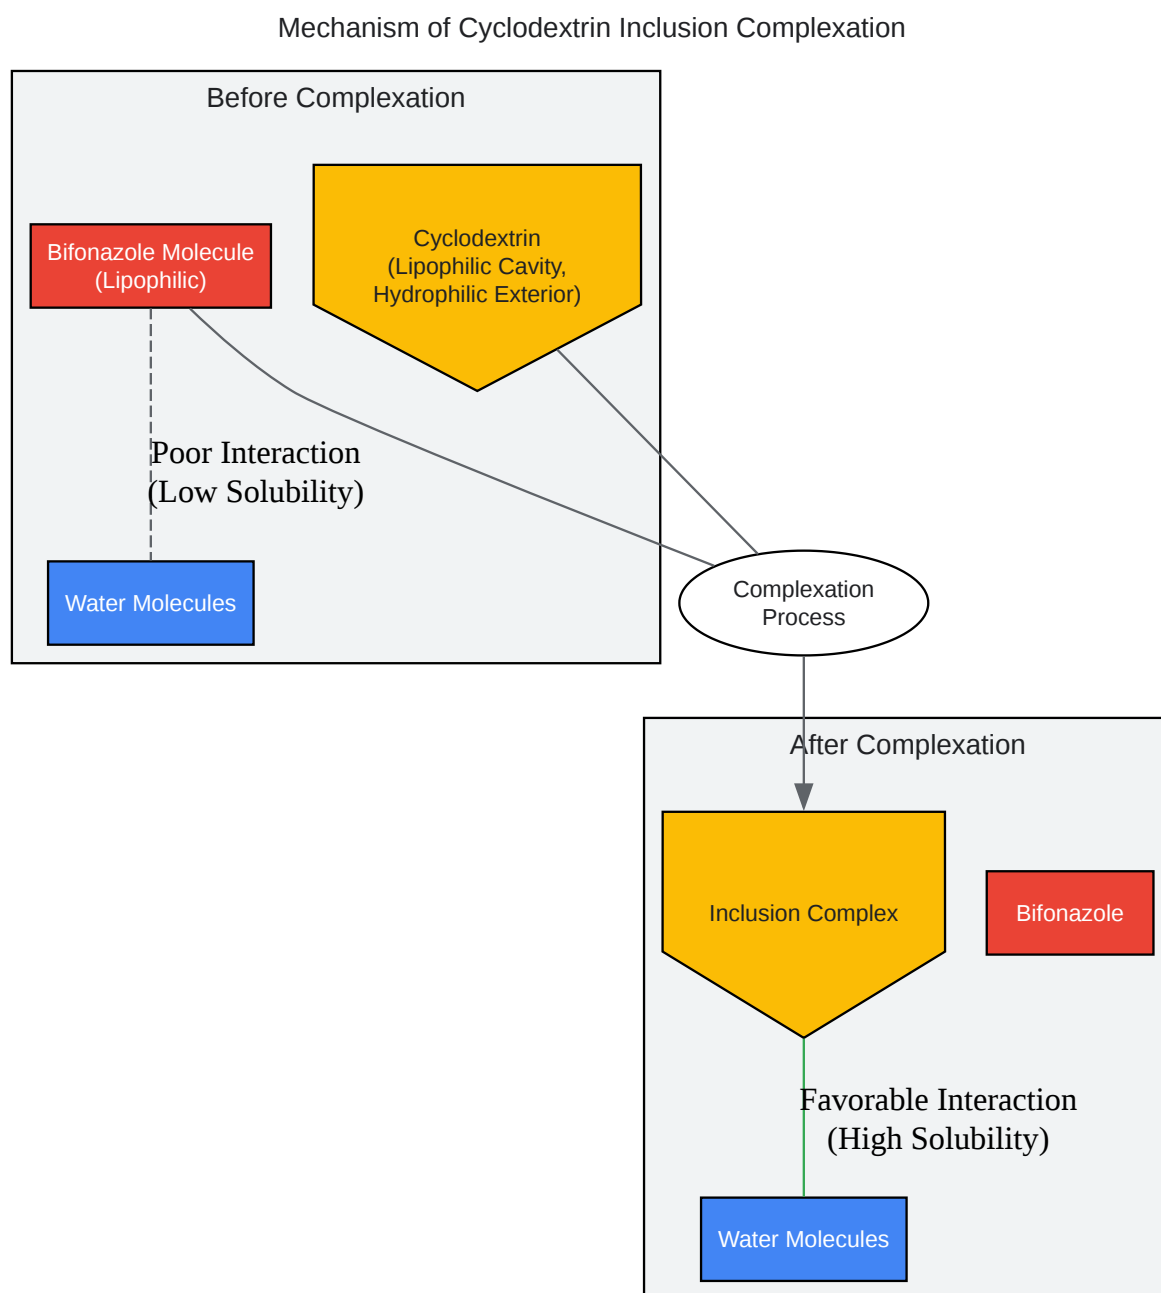 Mechanism of Cyclodextrin Inclusion Complexation
Before Complexation
Bifonazole Molecule
(Lipophilic)
Cyclodextrin
(Lipophilic Cavity,
Hydrophilic Exterior)
Poor Interaction
(Low Solubility)
Water Molecules
Complexation
Process
After Complexation
Inclusion Complex
Bifonazole
Favorable Interaction
(High Solubility)
Water Molecules